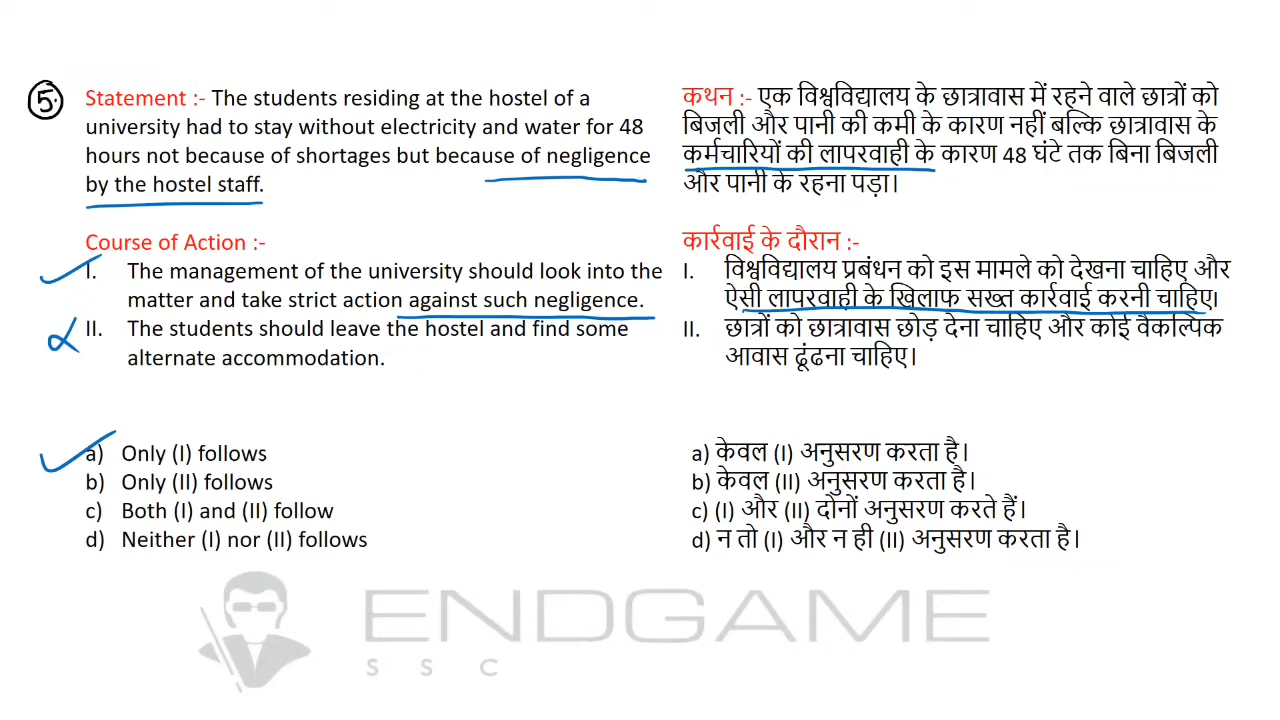 5.
Statement :- The students residing at the hostel of a
university had to stay without electricity and water for 48
hours not because of shortages but because of negligence
by the hostel staff.
Course of Action :-
I. The management of the university should look into the
matter and take strict action against such negligence.
II. The students should leave the hostel and find some
alternate accommodation.
a) Only (I) follows
b) Only (II) follows
c) Both (I) and (II) follow
d) Neither (I) nor (II) follows
कथन :- एक विश्वविद्यालय के छात्रावास में रहने वाले छात्रों को
बिजली और पानी की कमी के कारण नहीं बल्कि छात्रावास के
कर्मचारियों की लापरवाही के कारण 48 घंटे तक बिना बिजली
और पानी के रहना पड़ा।
कार्रवाई के दौरान :-
I. विश्वविद्यालय प्रबंधन को इस मामले को देखना चाहिए और
ऐसी लापरवाही के खिलाफ सख्त कार्रवाई करनी चाहिए।
II. छात्रों को छात्रावास छोड़ देना चाहिए और कोई वैकल्पिक
आवास ढूंढना चाहिए।
a) केवल (I) अनुसरण करता है।
b) केवल (II) अनुसरण करता है।
c) (I) और (II) दोनों अनुसरण करते हैं।
d) न तो (I) और न ही (II) अनुसरण करता है।
ENDGAME
SSC